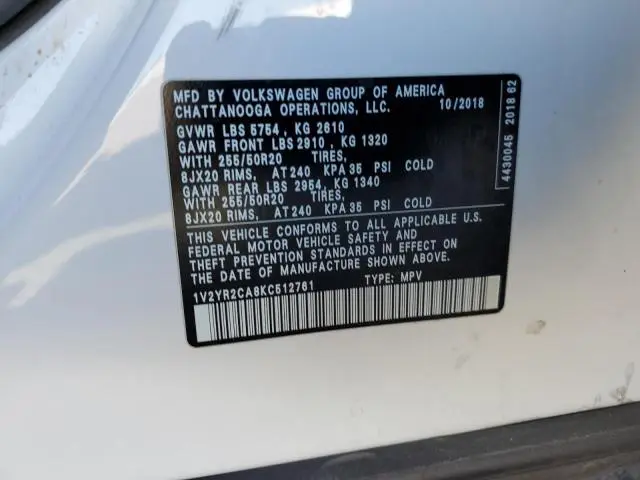 MFD BY VOLKSWAGEN GROUP OF AMERICA
CHATTANOOGA OPERATIONS, LLC. 10/2018
GVWR LBS 5754 , KG 2610
GAWR FRONT LBS 2910 , KG 1320
WITH 255/50R20 TIRES,
8JX20 RIMS, AT 240 KPA 35 PSI COLD
GAWR REAR LBS 2954 , KG 1340
WITH 255/50R20 TIRES,
8JX20 RIMS, AT 240 KPA 35 PSI COLD
THIS VEHICLE CONFORMS TO ALL APPLICABLE U.S.
FEDERAL MOTOR VEHICLE SAFETY AND
THEFT PREVENTION STANDARDS IN EFFECT ON
THE DATE OF MANUFACTURE SHOWN ABOVE.
1V2YR2CA8KC512761 TYPE: MPV
4430045 2018 62